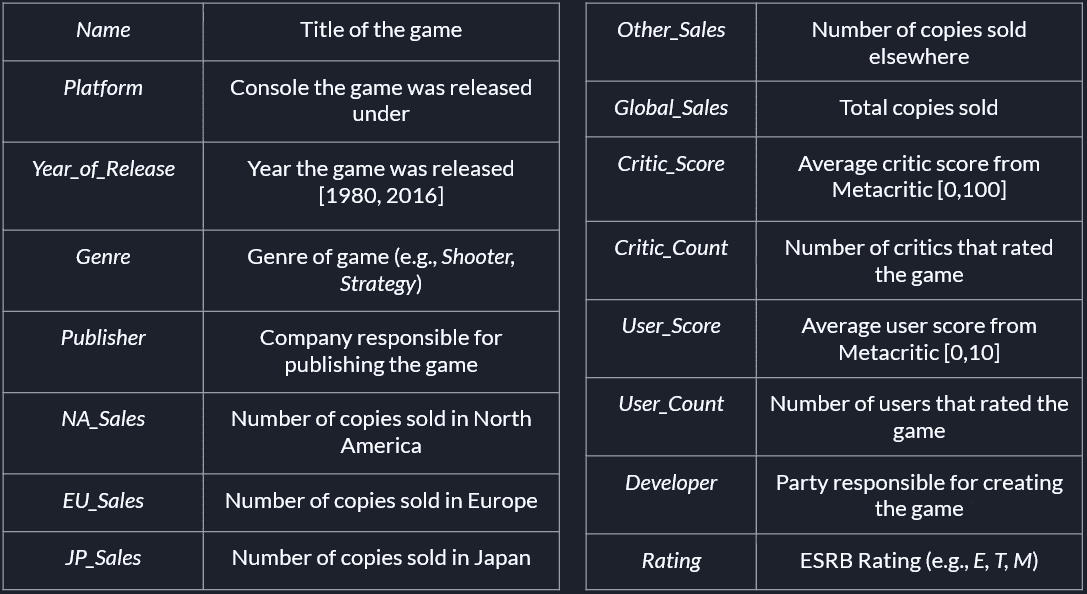 Name
Title of the game
Platform
Console the game was released
under
Year_of_Release
Year the game was released
[1980, 2016]
Genre
Genre of game (e.g., Shooter,
Strategy)
Publisher
Company responsible for
publishing the game
NA_Sales
Number of copies sold in North
America
EU_Sales
Number of copies sold in Europe
JP_Sales
Number of copies sold in Japan
Other_Sales
Number of copies sold
elsewhere
Global_Sales
Total copies sold
Critic_Score
Average critic score from
Metacritic [0,100]
Critic_Count
Number of critics that rated
the game
User_Score
Average user score from
Metacritic [0,10]
User_Count
Number of users that rated the
game
Developer
Party responsible for creating
the game
Rating
ESRB Rating (e.g., E, T, M)